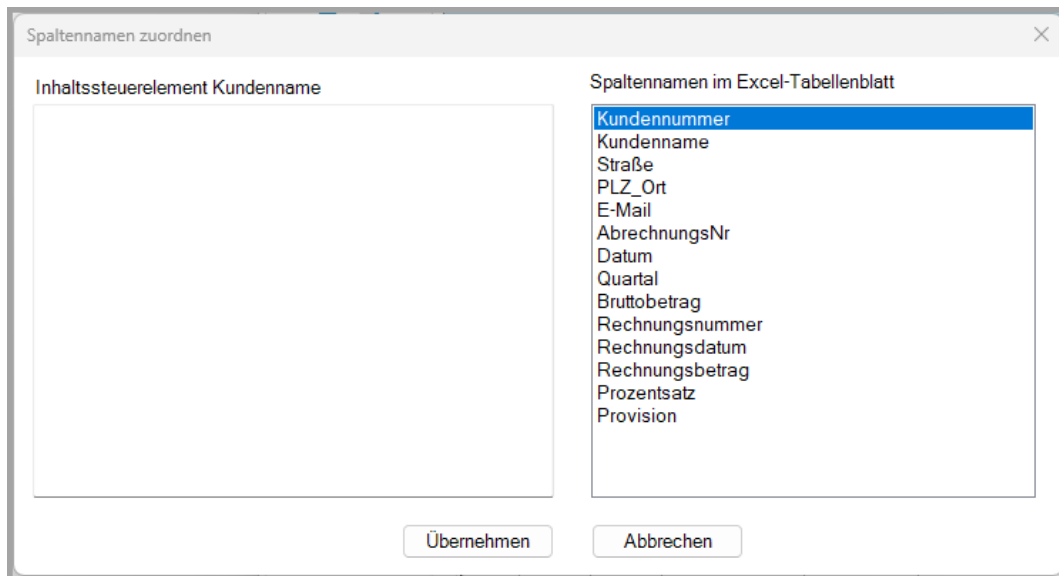 Spaltennamen zuordnen
Inhaltssteuerelement Kundenname
Spaltennamen im Excel-Tabellenblatt
Kundennummer
Kundenname
Straße
PLZ_Ort
E-Mail
AbrechnungsNr
Datum
Quartal
Bruttobetrag
Rechnungsnummer
Rechnungsdatum
Rechnungsbetrag
Prozentsatz
Provision
Übernehmen
Abbrechen